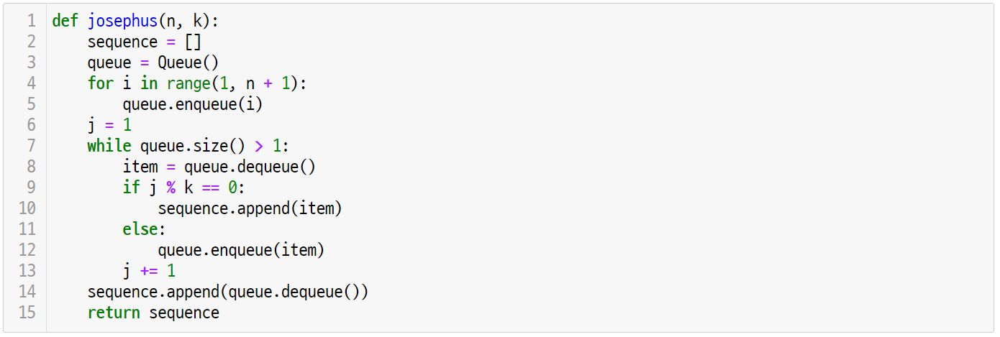 1 def josephus(n, k):
2     sequence = []
3     queue = Queue()
4     for i in range(1, n + 1):
5         queue.enqueue(i)
6     j = 1
7     while queue.size() > 1:
8         item = queue.dequeue()
9         if j % k == 0:
10             sequence.append(item)
11         else:
12             queue.enqueue(item)
13         j += 1
14     sequence.append(queue.dequeue())
15     return sequence